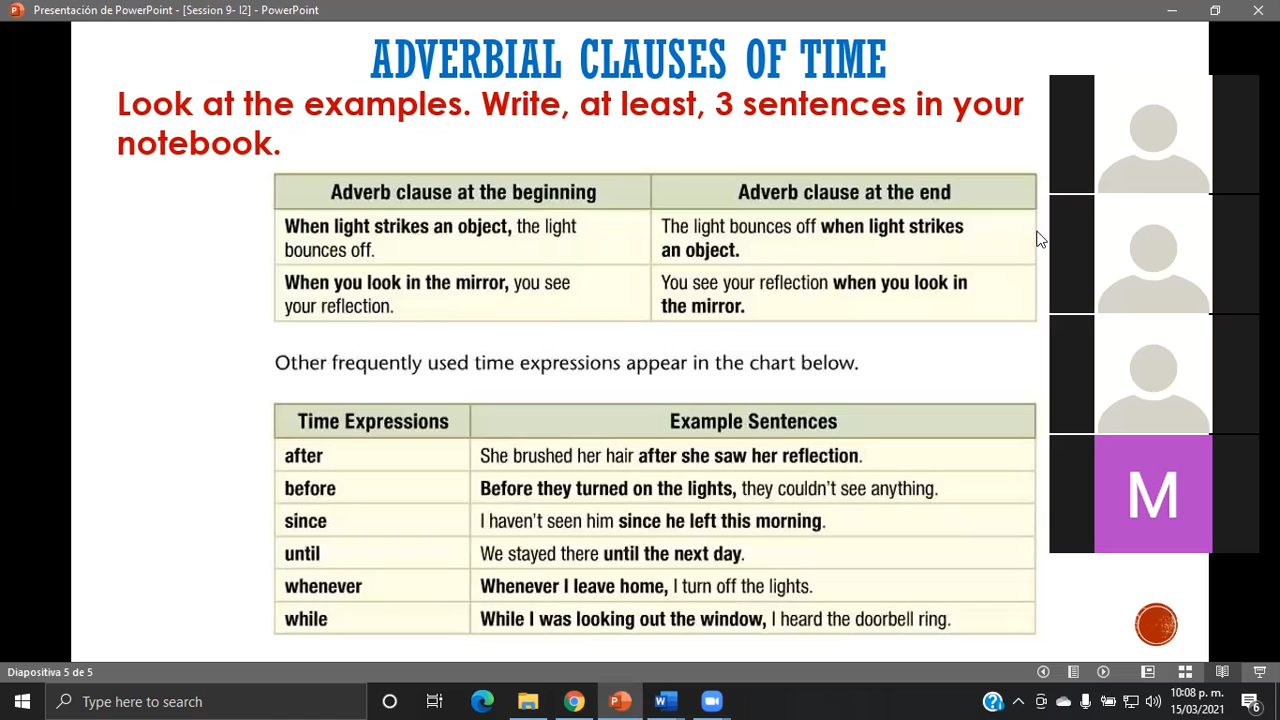 Presentación de PowerPoint - [Session 9- I2] - PowerPoint
ADVERBIAL CLAUSES OF TIME
Look at the examples. Write, at least, 3 sentences in your
notebook.
Adverb clause at the beginning
Adverb clause at the end
When light strikes an object, the light
bounces off.
The light bounces off when light strikes
an object.
When you look in the mirror, you see
your reflection.
You see your reflection when you look in
the mirror.
Other frequently used time expressions appear in the chart below.
Time Expressions
Example Sentences
after
She brushed her hair after she saw her reflection.
before
Before they turned on the lights, they couldn't see anything.
since
I haven't seen him since he left this morning.
until
We stayed there until the next day.
whenever
Whenever I leave home, I turn off the lights.
while
While I was looking out the window, I heard the doorbell ring.
M
Diapositiva 5 de 5
Type here to search
10:08 p. m.
15/03/2021
6